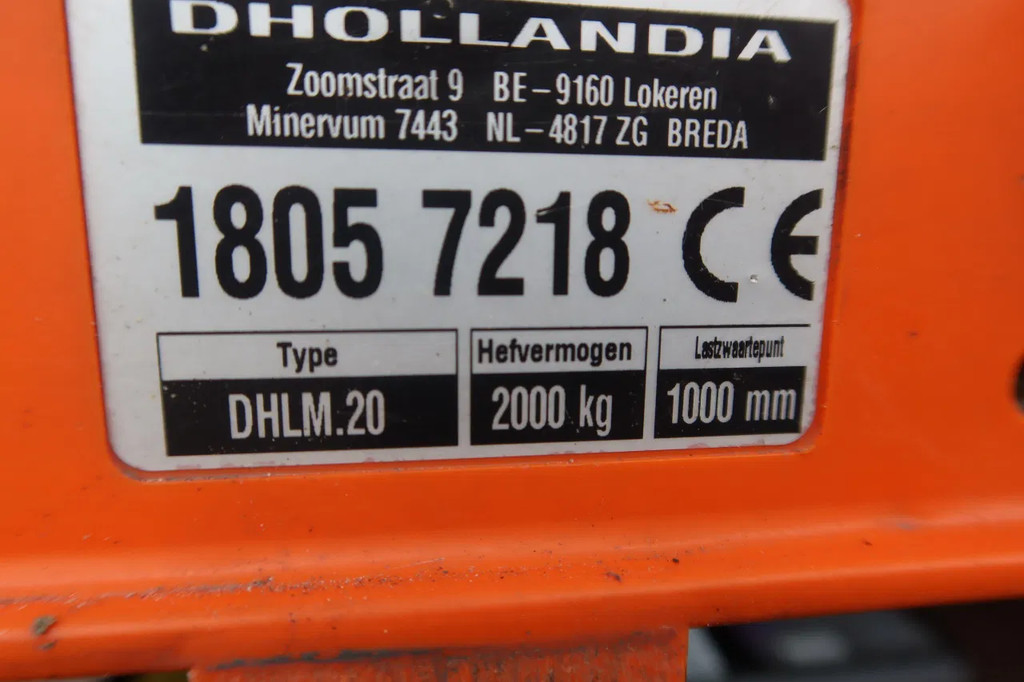 DHOLLANDIA
Zoomstraat 9 BE-9160 Lokeren
Minervum 7443 NL-4817 ZG BREDA
1805 7218 CE
Type Hefvermogen Lastzwaartepunt
DHLM.20 2000 kg 1000 mm